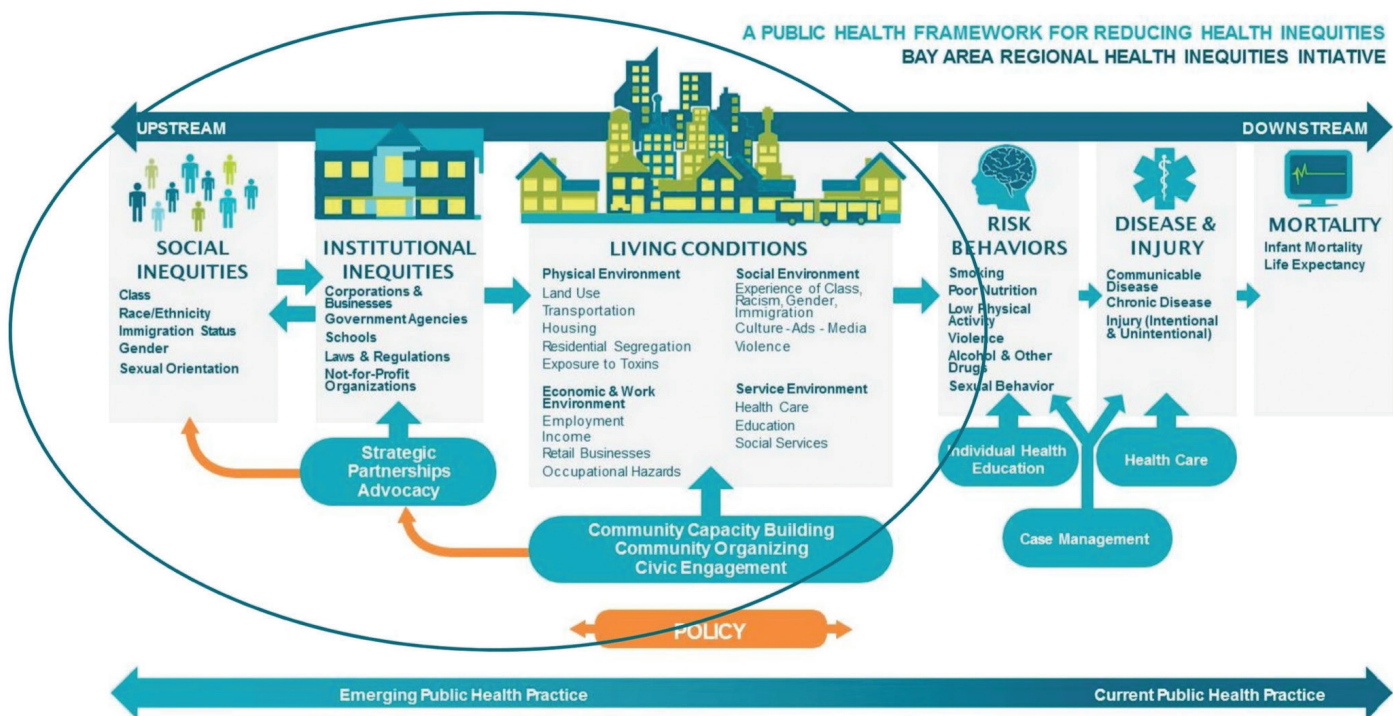 A PUBLIC HEALTH FRAMEWORK FOR REDUCING HEALTH INEQUITIES
BAY AREA REGIONAL HEALTH INEQUITIES INTIATIVE
UPSTREAM
DOWNSTREAM
SOCIAL
INEQUITIES
Class
Race/Ethnicity
Immigration Status
Gender
Sexual Orientation
INSTITUTIONAL
INEQUITIES
Corporations &
Businesses
Government Agencies
Schools
Laws & Regulations
Not-for-Profit
Organizations
Strategic
Partnerships
Advocacy
LIVING CONDITIONS
Physical Environment
Land Use
Transportation
Housing
Residential Segregation
Exposure to Toxins
Economic & Work
Environment
Employment
Income
Retail Businesses
Occupational Hazards
Social Environment
Experience of Class,
Racism, Gender,
Immigration
Culture - Ads - Media
Violence
Service Environment
Health Care
Education
Social Services
Community Capacity Building
Community Organizing
Civic Engagement
RISK
BEHAVIORS
Smoking
Poor Nutrition
Low Physical
Activity
Violence
Alcohol & Other
Drugs
Sexual Behavior
Individual Health
Education
DISEASE &
INJURY
Communicable
Disease
Chronic Disease
Injury (Intentional
& Unintentional)
Health Care
Case Management
MORTALITY
Infant Mortality
Life Expectancy
POLICY
Emerging Public Health Practice
Current Public Health Practice